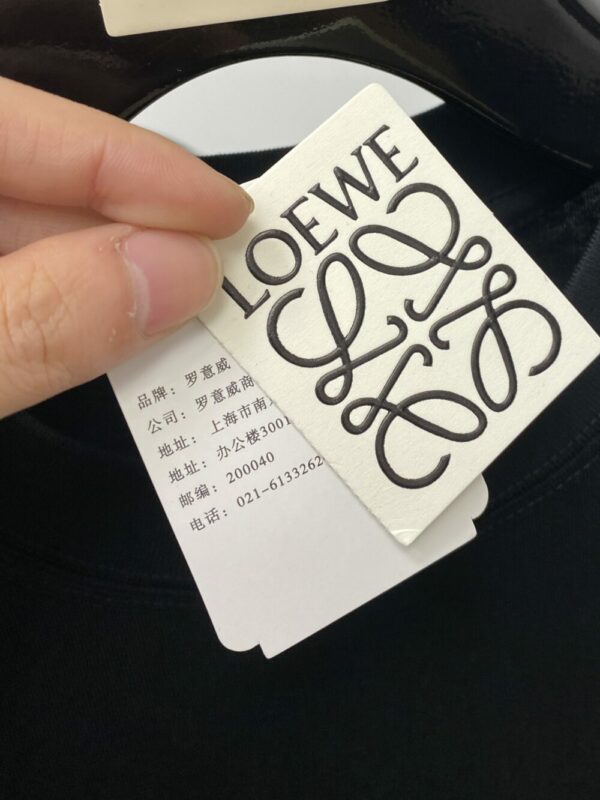 LOEWE
品牌: 罗意威
公司: 罗意威商
地址: 上海市南
地址: 办公楼3001
邮编: 200040
电话: 021-6133262